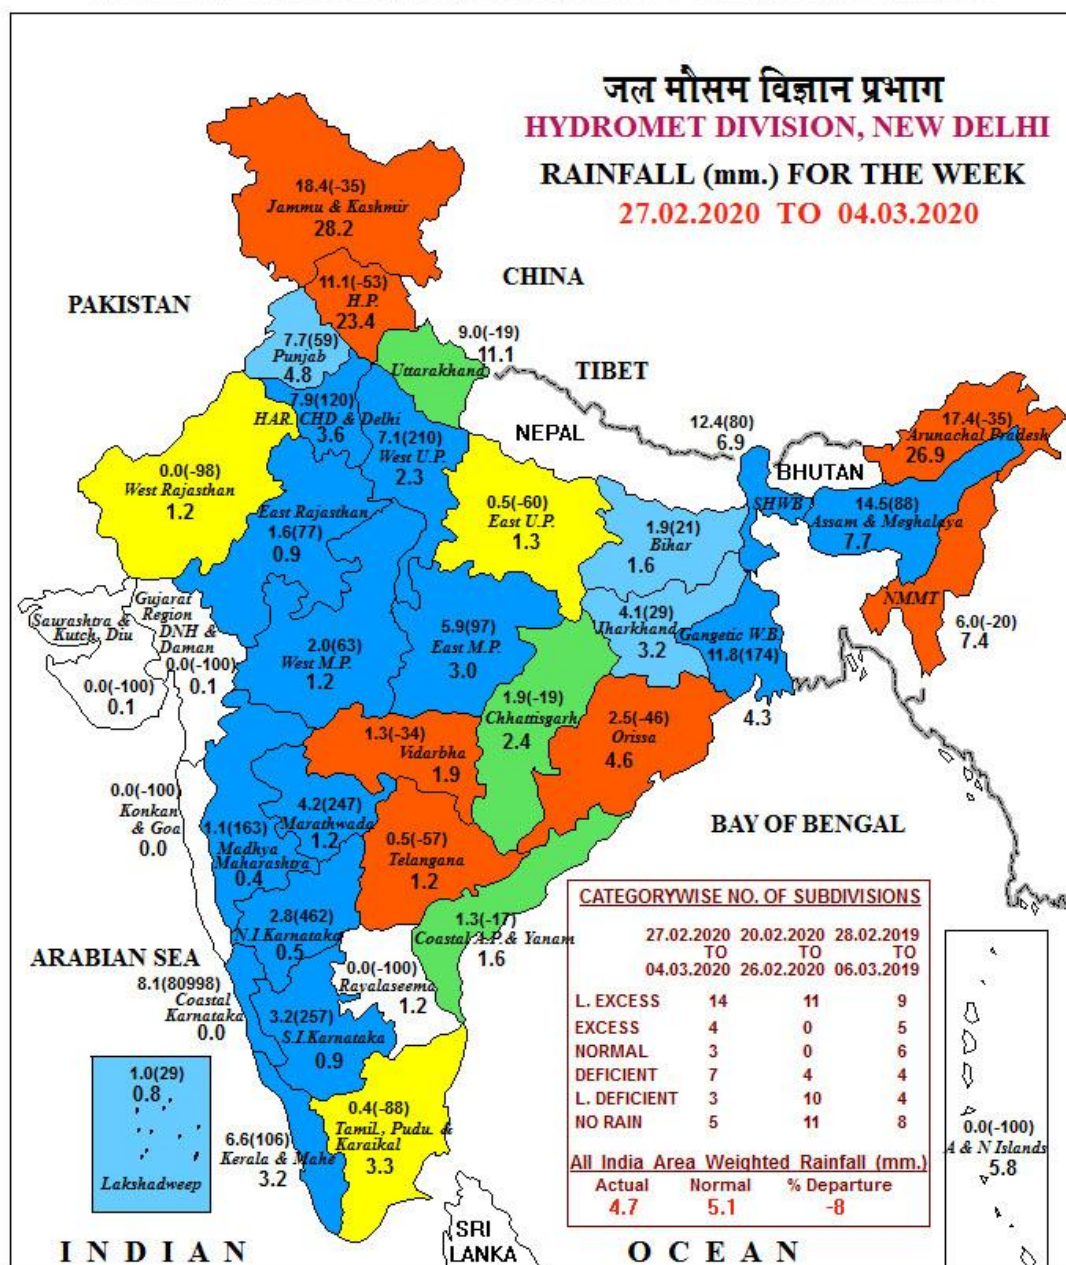 जल मौसम विज्ञान प्रभाग
HYDROMET DIVISION, NEW DELHI
RAINFALL (mm.) FOR THE WEEK
27.02.2020 TO 04.03.2020
18.4(-35)
Jammu & Kashmir
28.2
CHINA
11.1(-53)
H.P.
23.4
PAKISTAN
7.7(59)
Punjab
4.8
9.0(-19)
11.1
Uttarakhand
TIBET
7.9(120)
HAR. CHD & Delhi
3.6
7.1(210)
West U.P.
2.3
NEPAL
12.4(80)
6.9
SHWB
BHUTAN
17.4(-35)
Arunachal Pradesh
26.9
0.0(-98)
West Rajasthan
1.2
East Rajasthan
1.6(77)
0.9
0.5(-60)
East U.P.
1.3
1.9(21)
Bihar
1.6
14.5(88)
Assam & Meghalaya
7.7
NMMT
6.0(-20)
7.4
Gujarat
Region
DNH &
Daman
0.0(-100)
0.1
Saurashtra &
Kutch, Diu
0.0(-100)
0.1
2.0(63)
West M.P.
1.2
5.9(97)
East M.P.
3.0
4.1(29)
Jharkhand
3.2
Gangetic W.B.
11.8(174)
4.3
1.9(-19)
Chhattisgarh
2.4
2.5(-46)
Orissa
4.6
1.3(-34)
Vidarbha
1.9
0.0(-100)
Konkan
& Goa
0.0
4.2(247)
Marathwada
1.2
1.1(163)
Madhya
Maharashtra
0.4
0.5(-57)
Telangana
1.2
BAY OF BENGAL
2.8(462)
N.I.Karnataka
0.5
1.3(-17)
Coastal A.P. & Yanam
1.6
ARABIAN SEA
8.1(80998)
Coastal
Karnataka
0.0
0.0(-100)
Rayalaseema
1.2
3.2(257)
S.I.Karnataka
0.9
1.0(29)
0.8
Lakshadweep
6.6(106)
Kerala & Mahe
3.2
0.4(-88)
Tamil., Pudu. &
Karaikal
3.3
CATEGORYWISE NO. OF SUBDIVISIONS
27.02.2020 20.02.2020 28.02.2019
TO TO TO
04.03.2020 26.02.2020 06.03.2019
L. EXCESS 14 11 9
EXCESS 4 0 5
NORMAL 3 0 6
DEFICIENT 7 4 4
L. DEFICIENT 3 10 4
NO RAIN 5 11 8
All India Area Weighted Rainfall (mm.)
Actual Normal % Departure
4.7 5.1 -8
0.0(-100)
A & N Islands
5.8
SRI
LANKA
INDIAN OCEAN